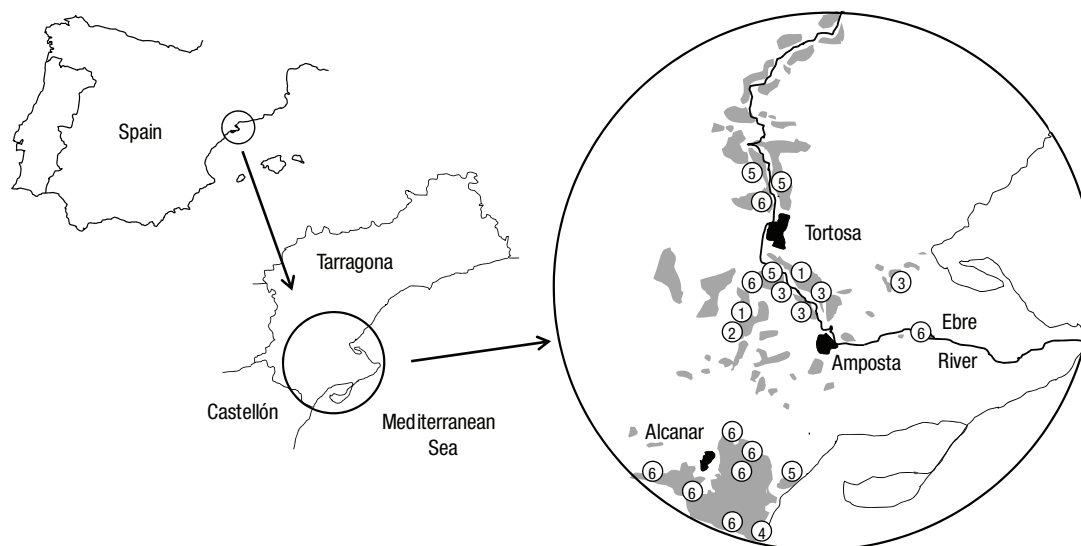 Spain
Tarragona
Castellón
Mediterranean
Sea
5
5
6
Tortosa
5
1
6
3
3
3
1
3
2
6
Ebre
River
Amposta
Alcanar
6
6
6
6
5
6
6
4